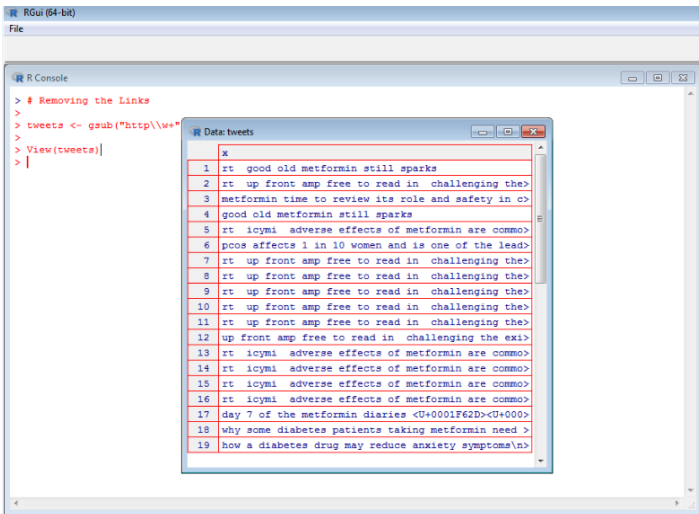 RGui (64-bit)
File
R Console
> # Removing the Links
>
> tweets <- gsub("http\\w+"
>
> View(tweets)
>
Data: tweets
x
1 rt  good old metformin still sparks
2 rt  up front amp free to read in  challenging the>
3 metformin time to review its role and safety in c>
4 good old metformin still sparks
5 rt  icymi  adverse effects of metformin are commo>
6 pcos affects 1 in 10 women and is one of the lead>
7 rt  up front amp free to read in  challenging the>
8 rt  up front amp free to read in  challenging the>
9 rt  up front amp free to read in  challenging the>
10 rt  up front amp free to read in  challenging the>
11 rt  up front amp free to read in  challenging the>
12 up front amp free to read in  challenging the exi>
13 rt  icymi  adverse effects of metformin are commo>
14 rt  icymi  adverse effects of metformin are commo>
15 rt  icymi  adverse effects of metformin are commo>
16 rt  icymi  adverse effects of metformin are commo>
17 day 7 of the metformin diaries <U+0001F62D><U+000>
18 why some diabetes patients taking metformin need >
19 how a diabetes drug may reduce anxiety symptoms\n>